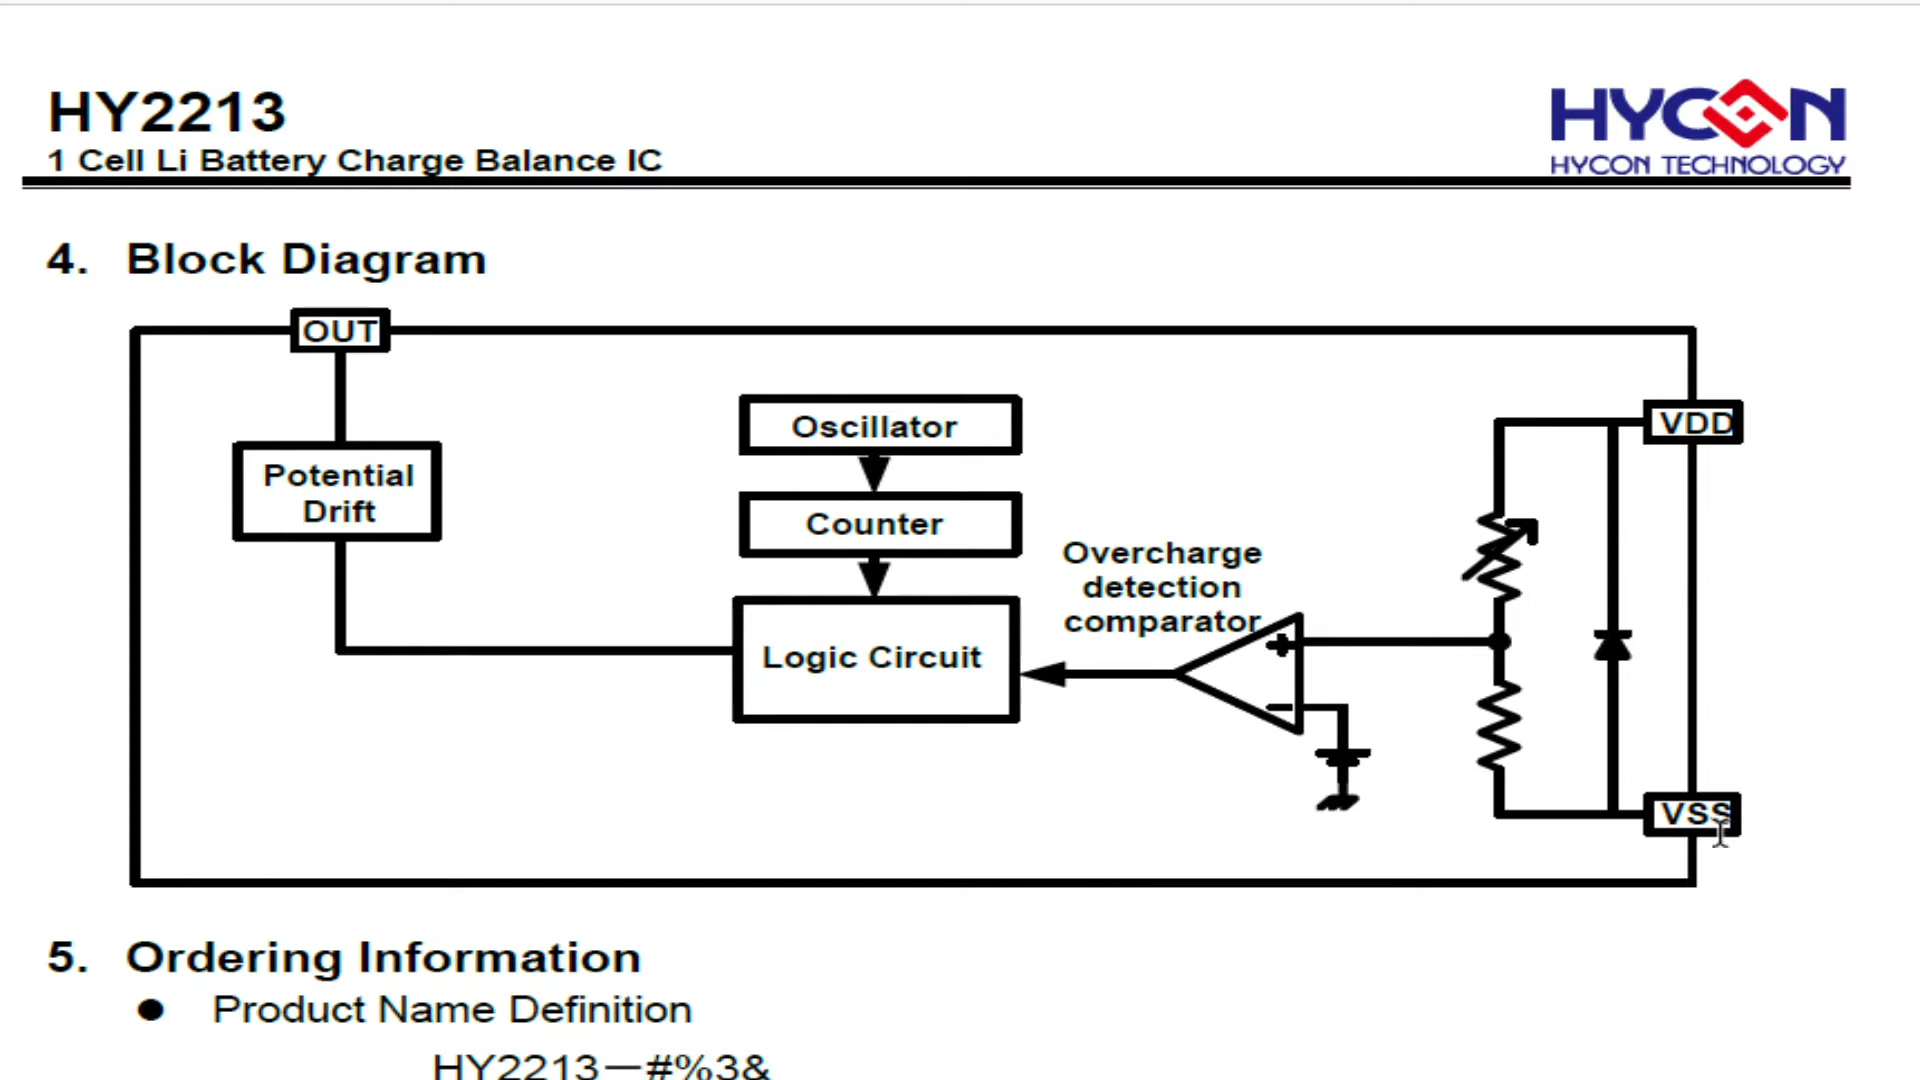 HY2213
1 Cell Li Battery Charge Balance IC
HYCON
HYCON TECHNOLOGY
4. Block Diagram
OUT
Oscillator
VDD
Potential
Drift
Counter
Overcharge
detection
comparator
Logic Circuit
VSS
5. Ordering Information
● Product Name Definition
HY2213－#%3&